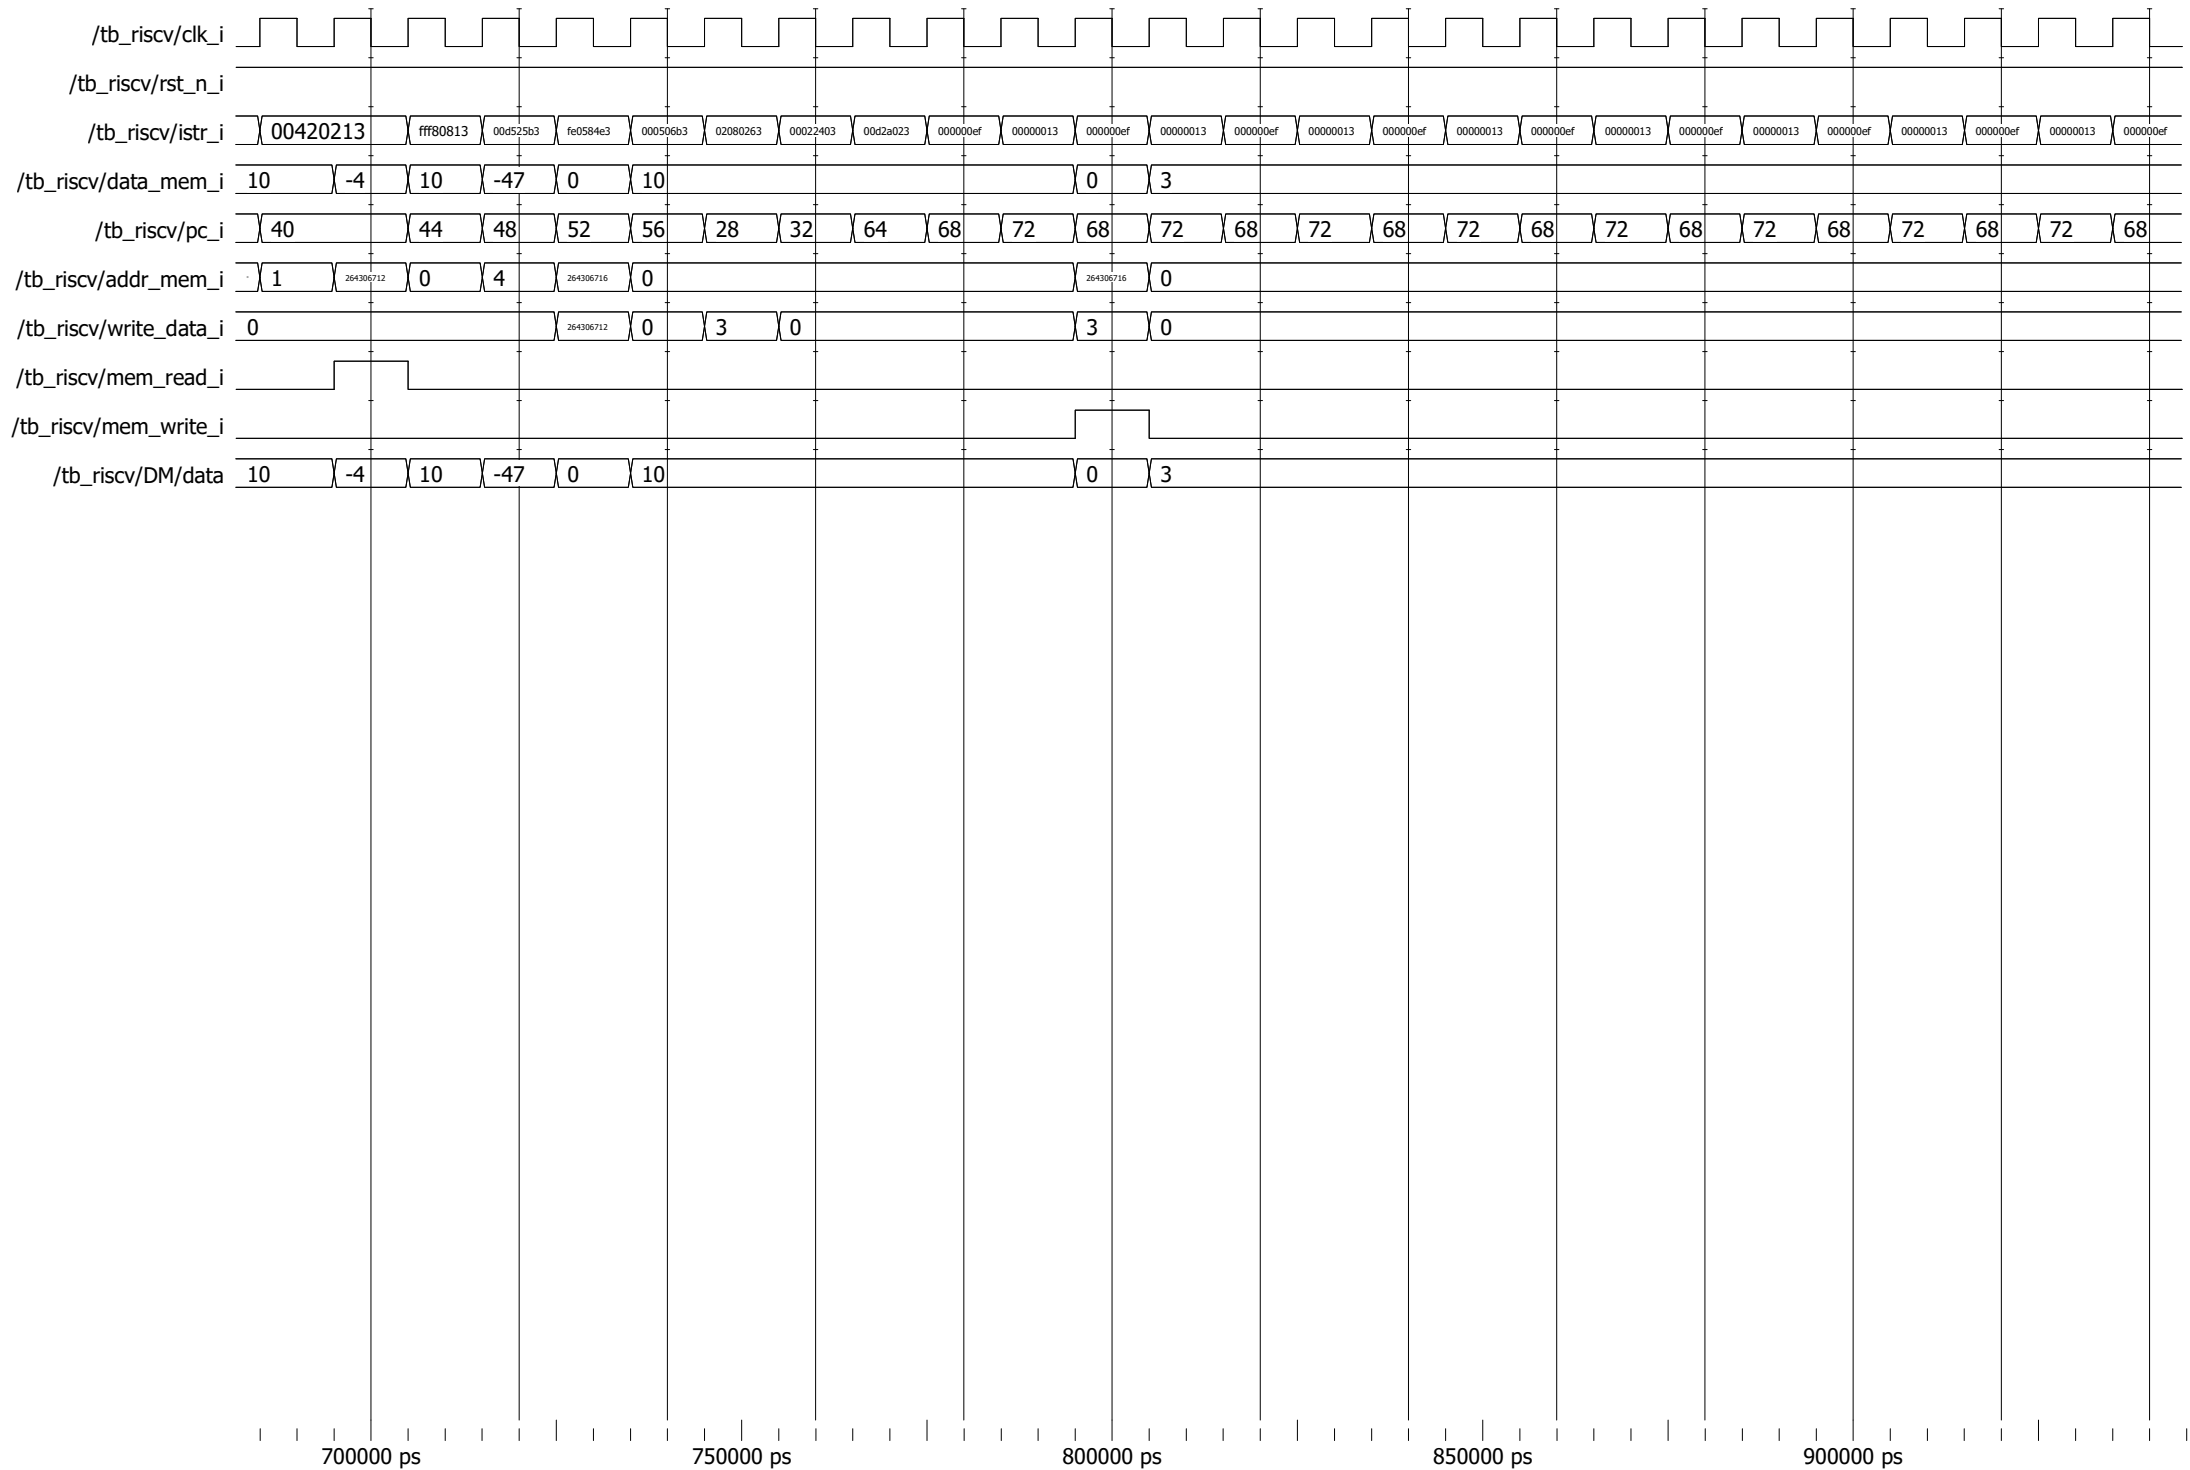 /tb_riscv/clk_i
/tb_riscv/rst_n_i
/tb_riscv/istr_i 00420213 fff80813 00d525b3 fe0584e3 000506b3 02080263 00022403 00d2a023 000000ef 00000013 000000ef 00000013 000000ef 00000013 000000ef 00000013 000000ef 00000013 000000ef 00000013 000000ef 00000013 000000ef 00000013 000000ef
/tb_riscv/data_mem_i 10 -4 10 -47 0 10 0 3
/tb_riscv/pc_i 40 44 48 52 56 28 32 64 68 72 68 72 68 72 68 72 68 72 68 72 68 72 68 72 68
/tb_riscv/addr_mem_i 1 264306712 0 4 264306716 0 264306716 0
/tb_riscv/write_data_i 0 264306712 0 3 0 3 0
/tb_riscv/mem_read_i
/tb_riscv/mem_write_i
/tb_riscv/DM/data 10 -4 10 -47 0 10 0 3
700000 ps 750000 ps 800000 ps 850000 ps 900000 ps